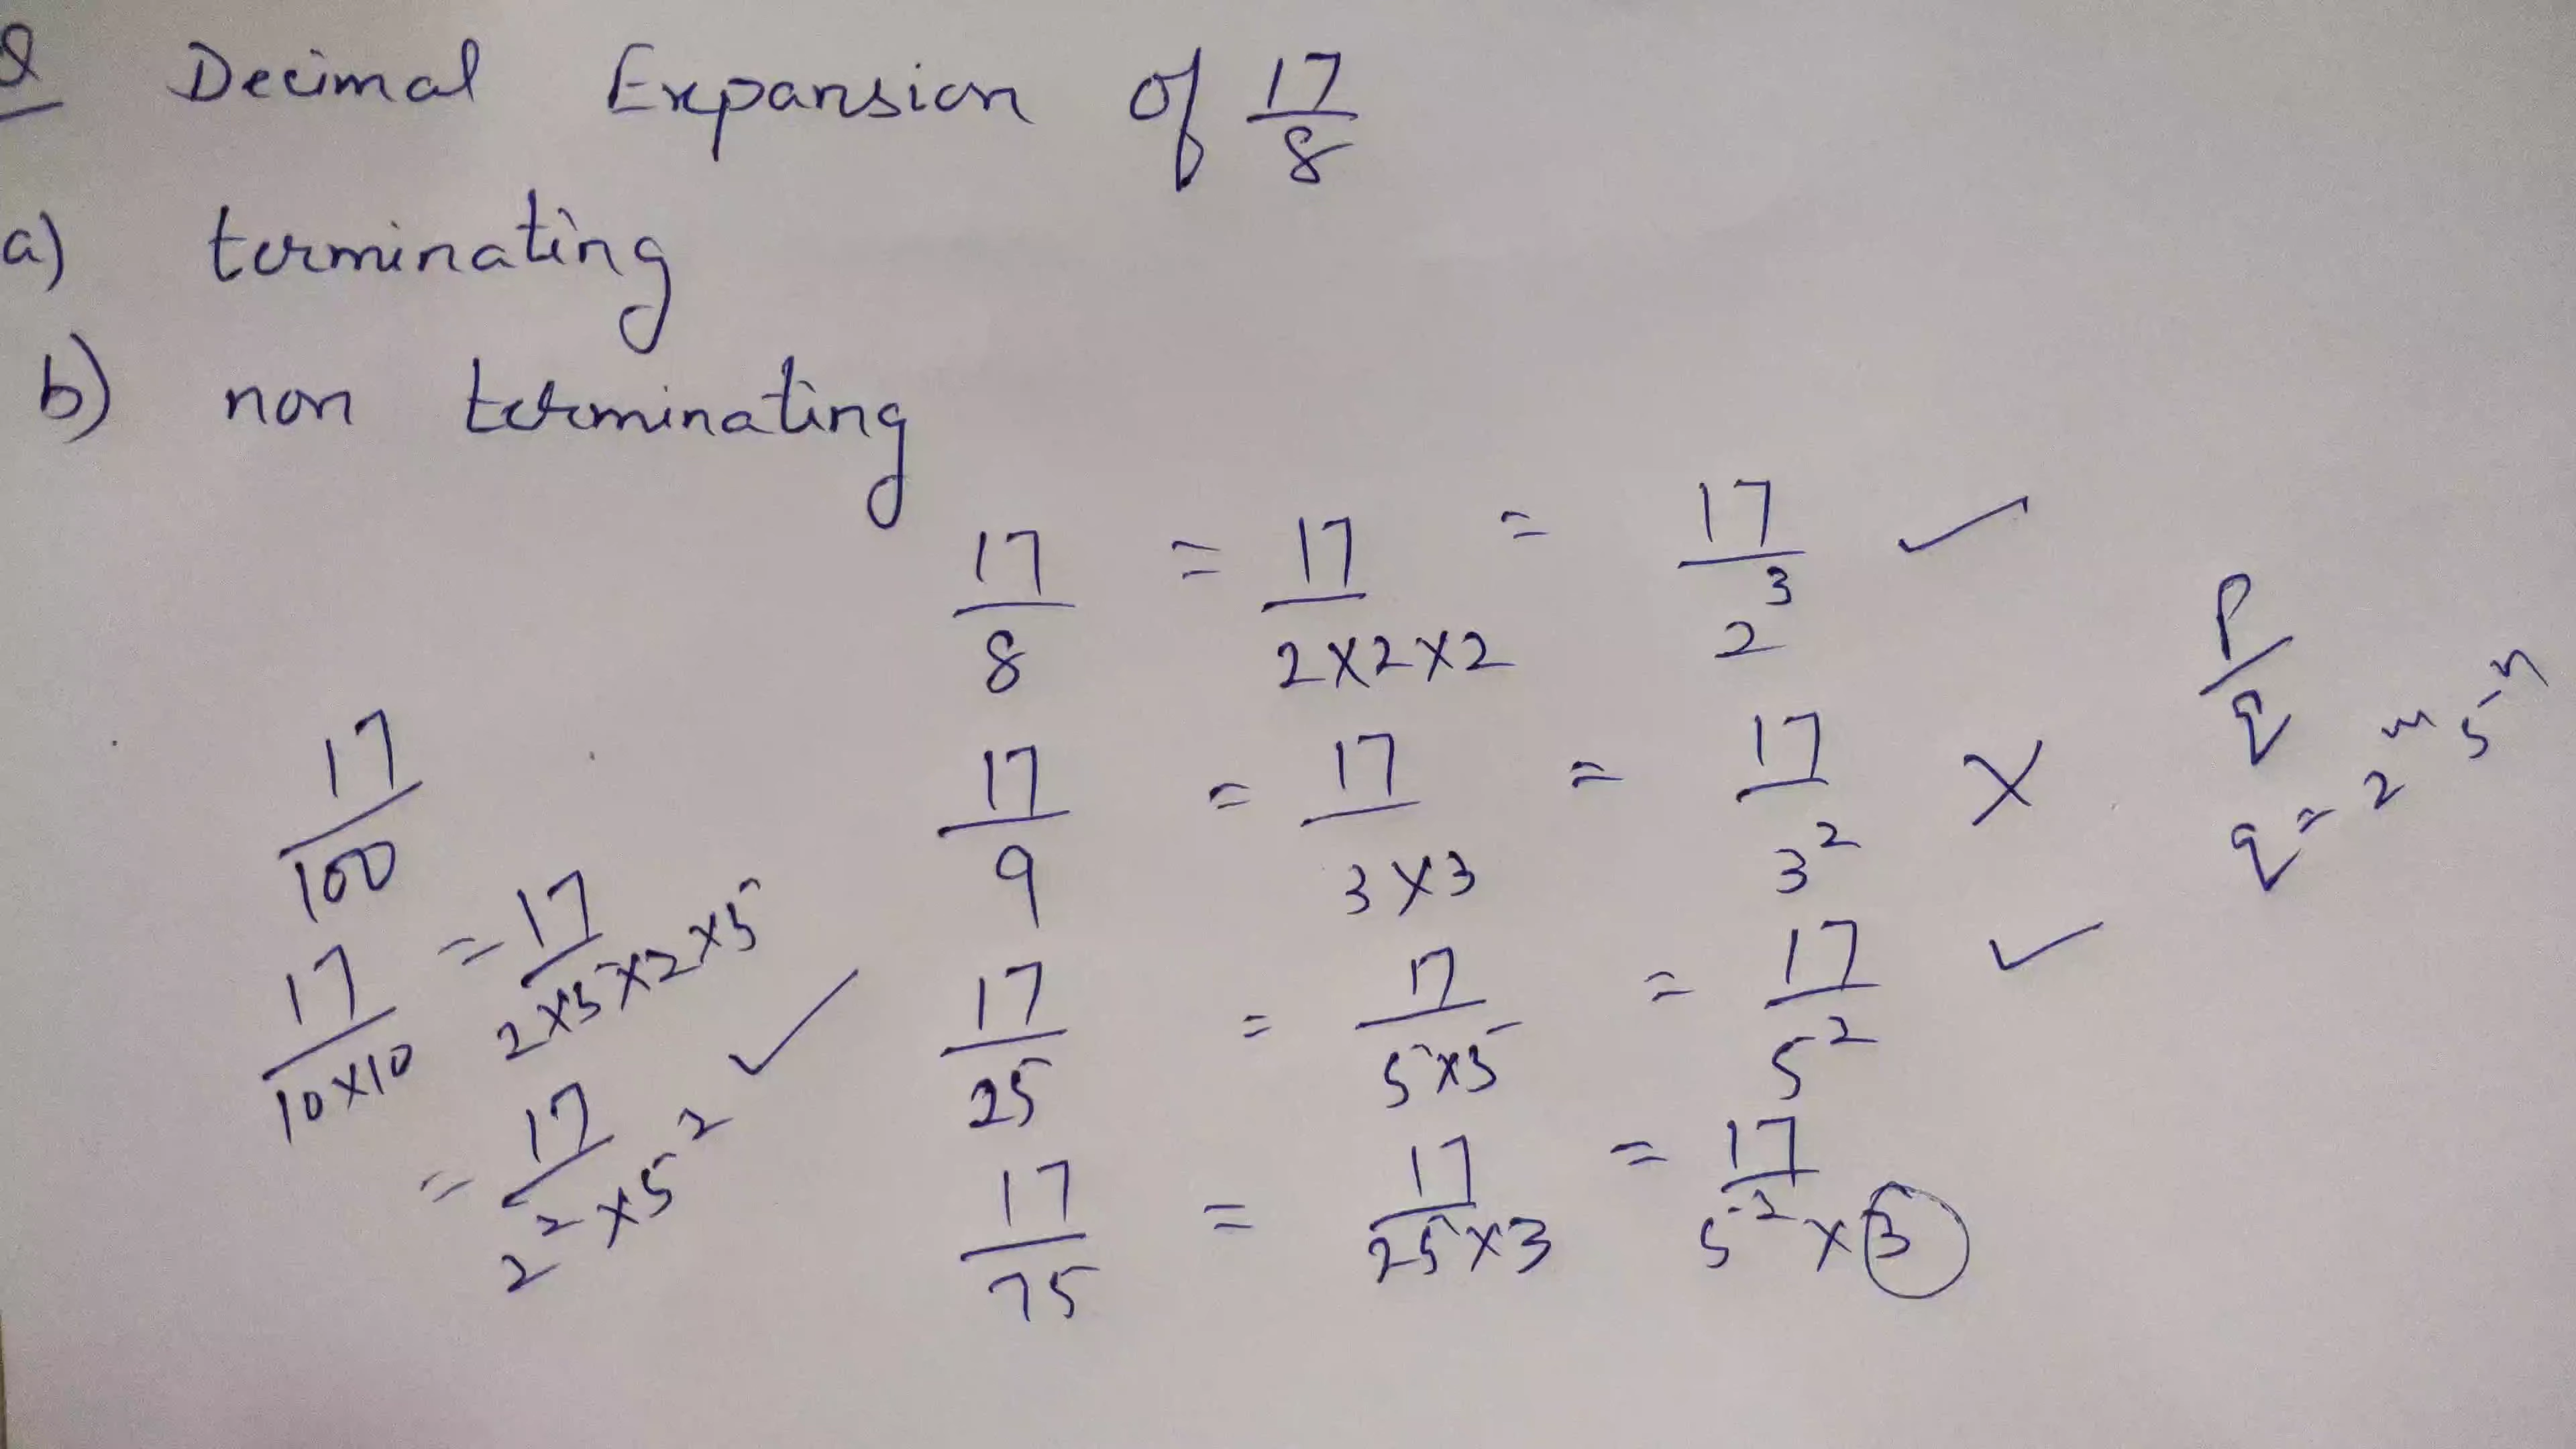 Q Decimal Expansion of 17/8
a) terminating
b) non terminating
17/8 = 17/2×2×2 = 17/2³ ✓
17/9 = 17/3×3 = 17/3² ×
17/25 = 17/5×5 = 17/5² ✓
17/75 = 17/25×3 = 17/5²×3
p/q
q = 2ᵐ 5ⁿ
17/100
17/10×10 = 17/2×5×2×5
= 17/2²×5² ✓